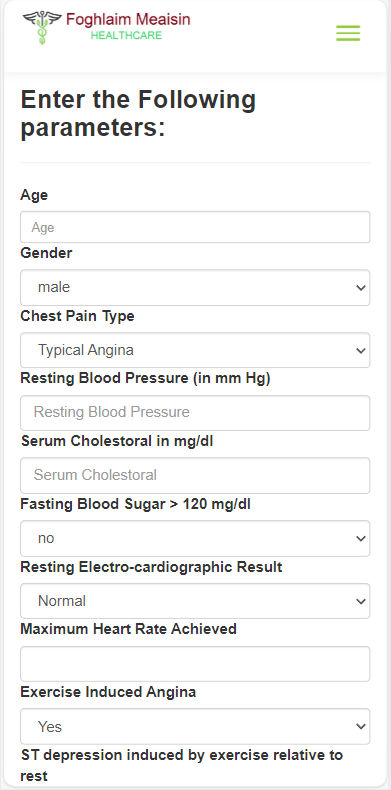 Foghlaim Meaisin
HEALTHCARE
Enter the Following
parameters:
Age
Age
Gender
male
Chest Pain Type
Typical Angina
Resting Blood Pressure (in mm Hg)
Resting Blood Pressure
Serum Cholestoral in mg/dl
Serum Cholestoral
Fasting Blood Sugar > 120 mg/dl
no
Resting Electro-cardiographic Result
Normal
Maximum Heart Rate Achieved
Exercise Induced Angina
Yes
ST depression induced by exercise relative to
rest